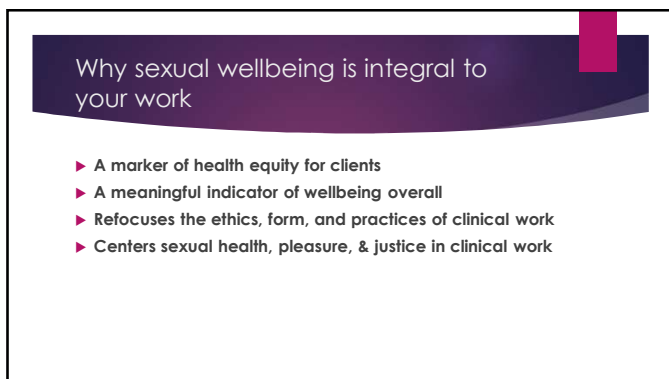 Why sexual wellbeing is integral to
your work
A marker of health equity for clients
A meaningful indicator of wellbeing overall
Refocuses the ethics, form, and practices of clinical work
Centers sexual health, pleasure, & justice in clinical work